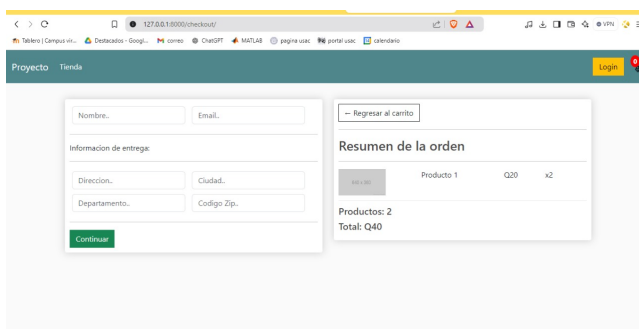 127.0.0.1:8000/checkout/
VPN
Tablero | Campus vir...
Destacados - Googl...
correo
ChatGPT
MATLAB
pagina usac
portal usac
calendario
Proyecto
Tienda
Login
0
Nombre..
Email..
Informacion de entrega:
Direccion..
Ciudad..
Departamento..
Codigo Zip..
Continuar
← Regresar al carrito
Resumen de la orden
Producto 1
Q20
x2
Productos: 2
Total: Q40